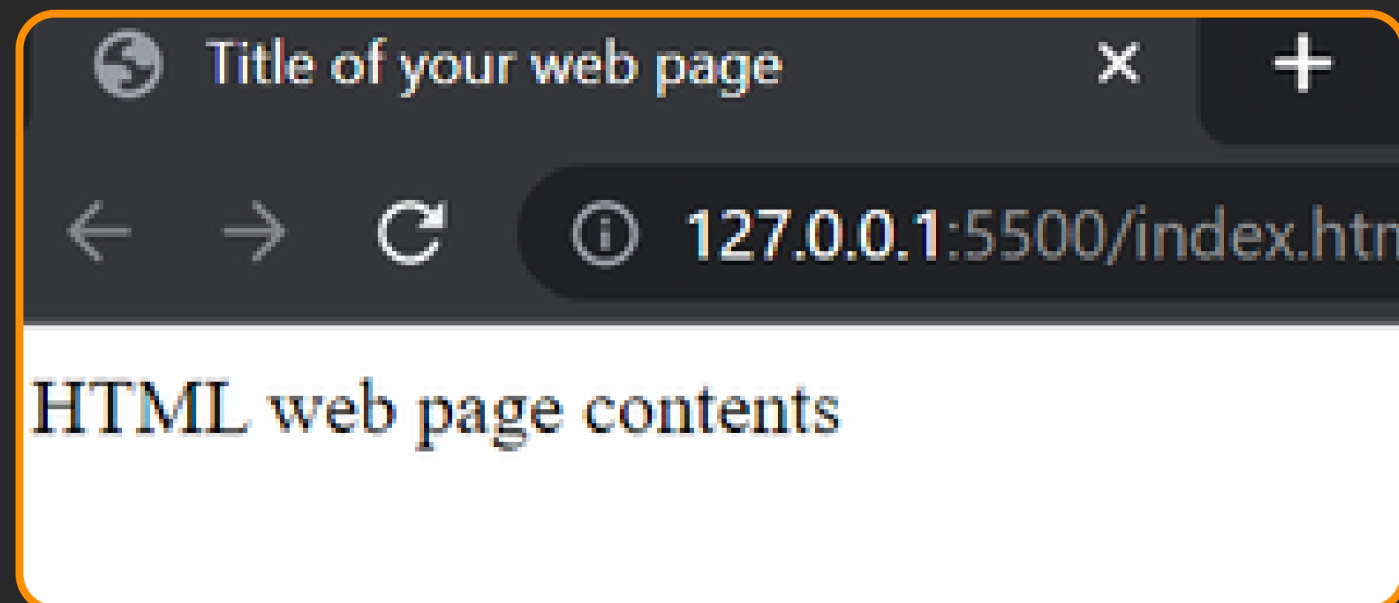 Title of your web page
127.0.0.1:5500/index.htm
HTML web page contents